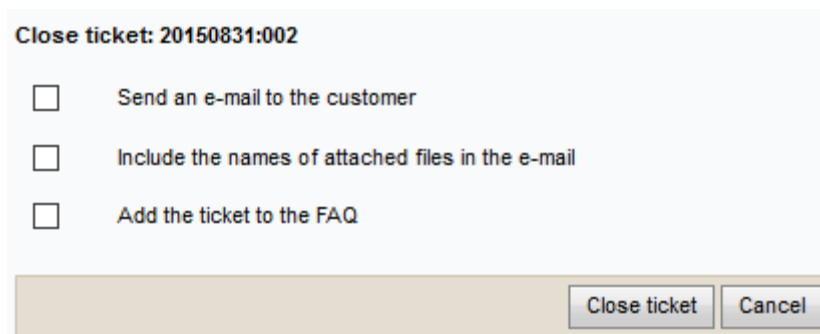 Close ticket: 20150831:002
Send an e-mail to the customer
Include the names of attached files in the e-mail
Add the ticket to the FAQ
Close ticket Cancel